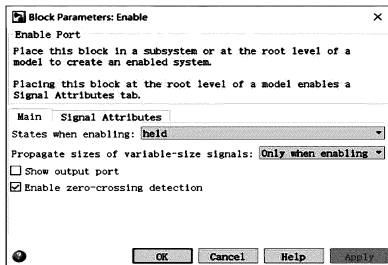 Block Parameters: Enable
Enable Port
Place this block in a subsystem or at the root level of a
model to create an enabled system.
Placing this block at the root level of a model enables a
Signal Attributes tab.
Main Signal Attributes
States when enabling: held
Propagate sizes of variable-size signals: Only when enabling
Show output port
Enable zero-crossing detection
OK Cancel Help Apply